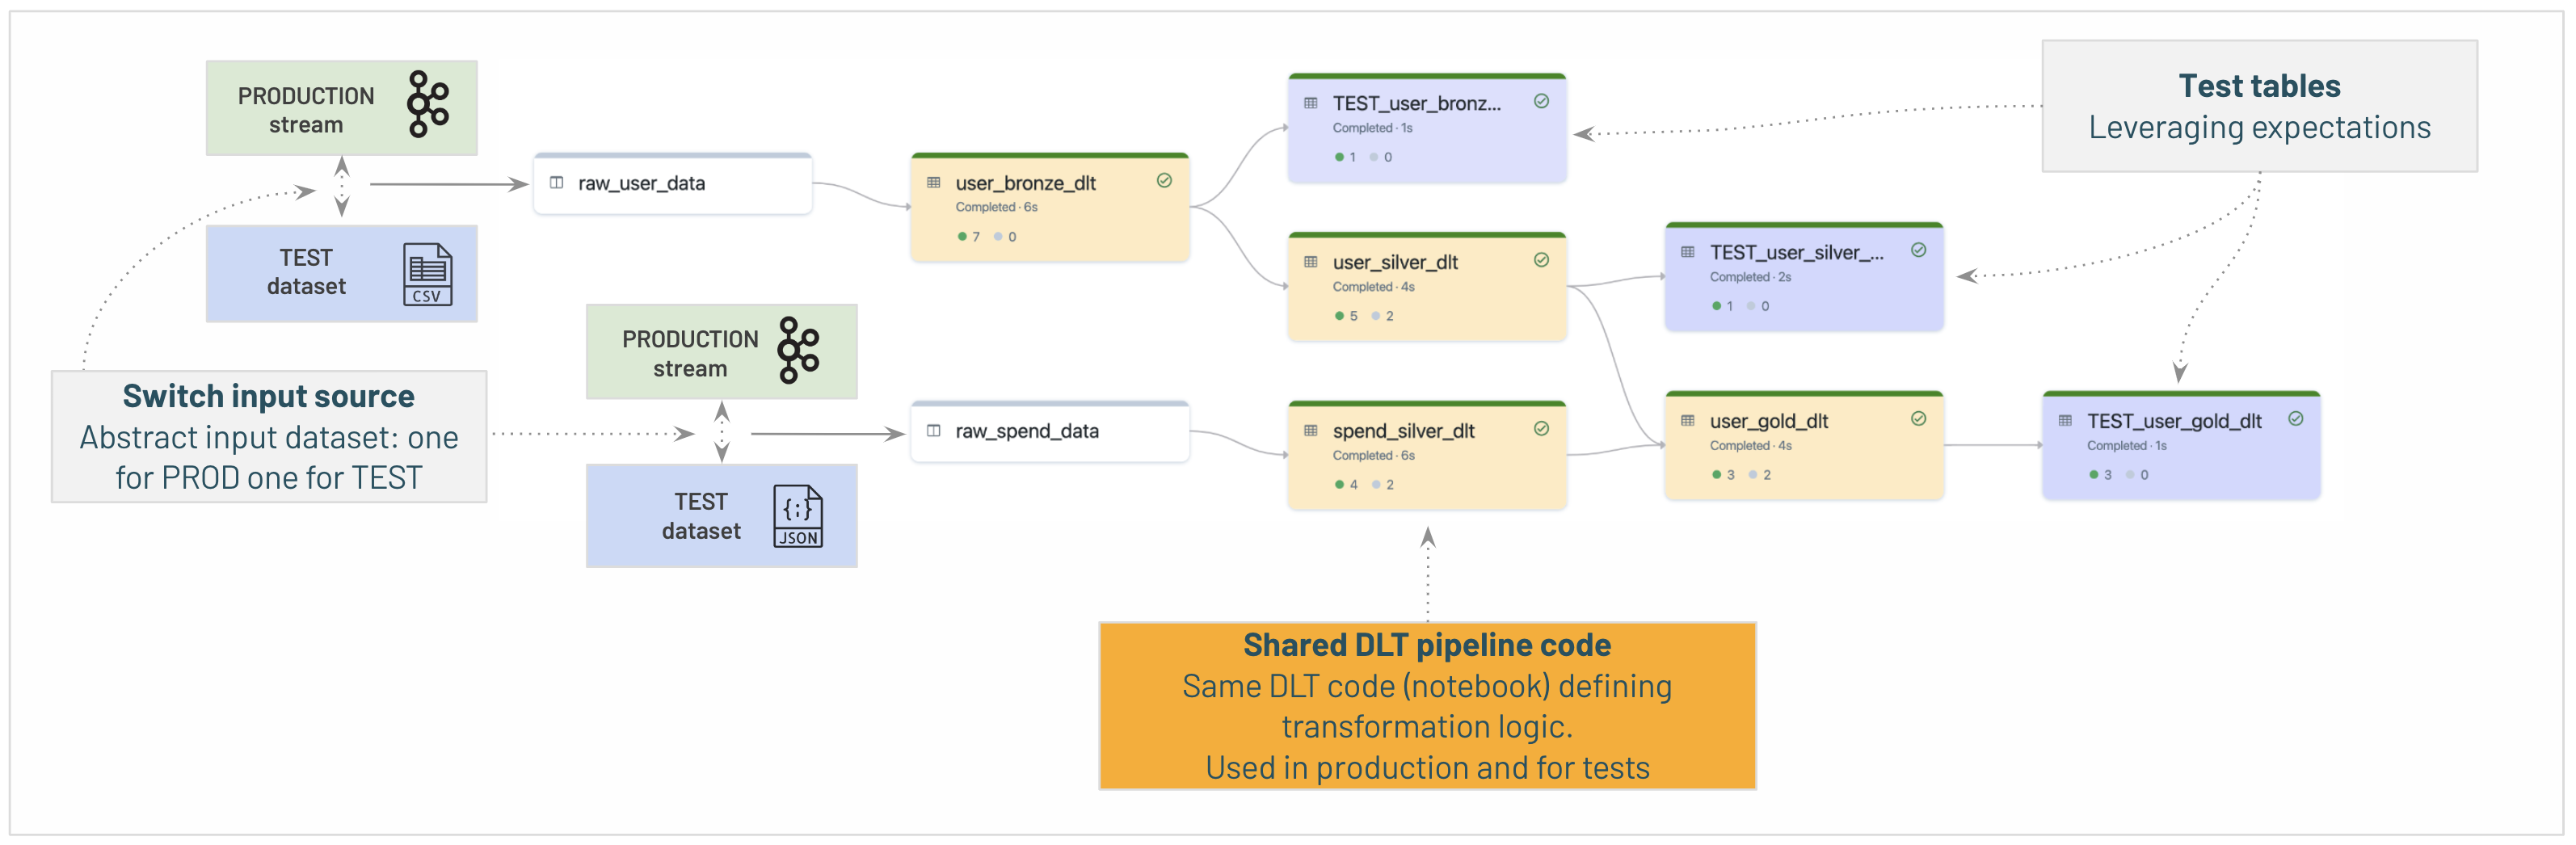 PRODUCTION
stream
TEST
dataset
CSV
Switch input source
Abstract input dataset: one
for PROD one for TEST
PRODUCTION
stream
TEST
dataset
{:}
JSON
raw_user_data
raw_spend_data
user_bronze_dlt
Completed · 6s
7 0
TEST_user_bronz...
Completed · 1s
1 0
user_silver_dlt
Completed · 4s
5 2
spend_silver_dlt
Completed · 6s
4 2
TEST_user_silver_...
Completed · 2s
1 0
user_gold_dlt
Completed · 4s
3 2
TEST_user_gold_dlt
Completed · 1s
3 0
Test tables
Leveraging expectations
Shared DLT pipeline code
Same DLT code (notebook) defining
transformation logic.
Used in production and for tests